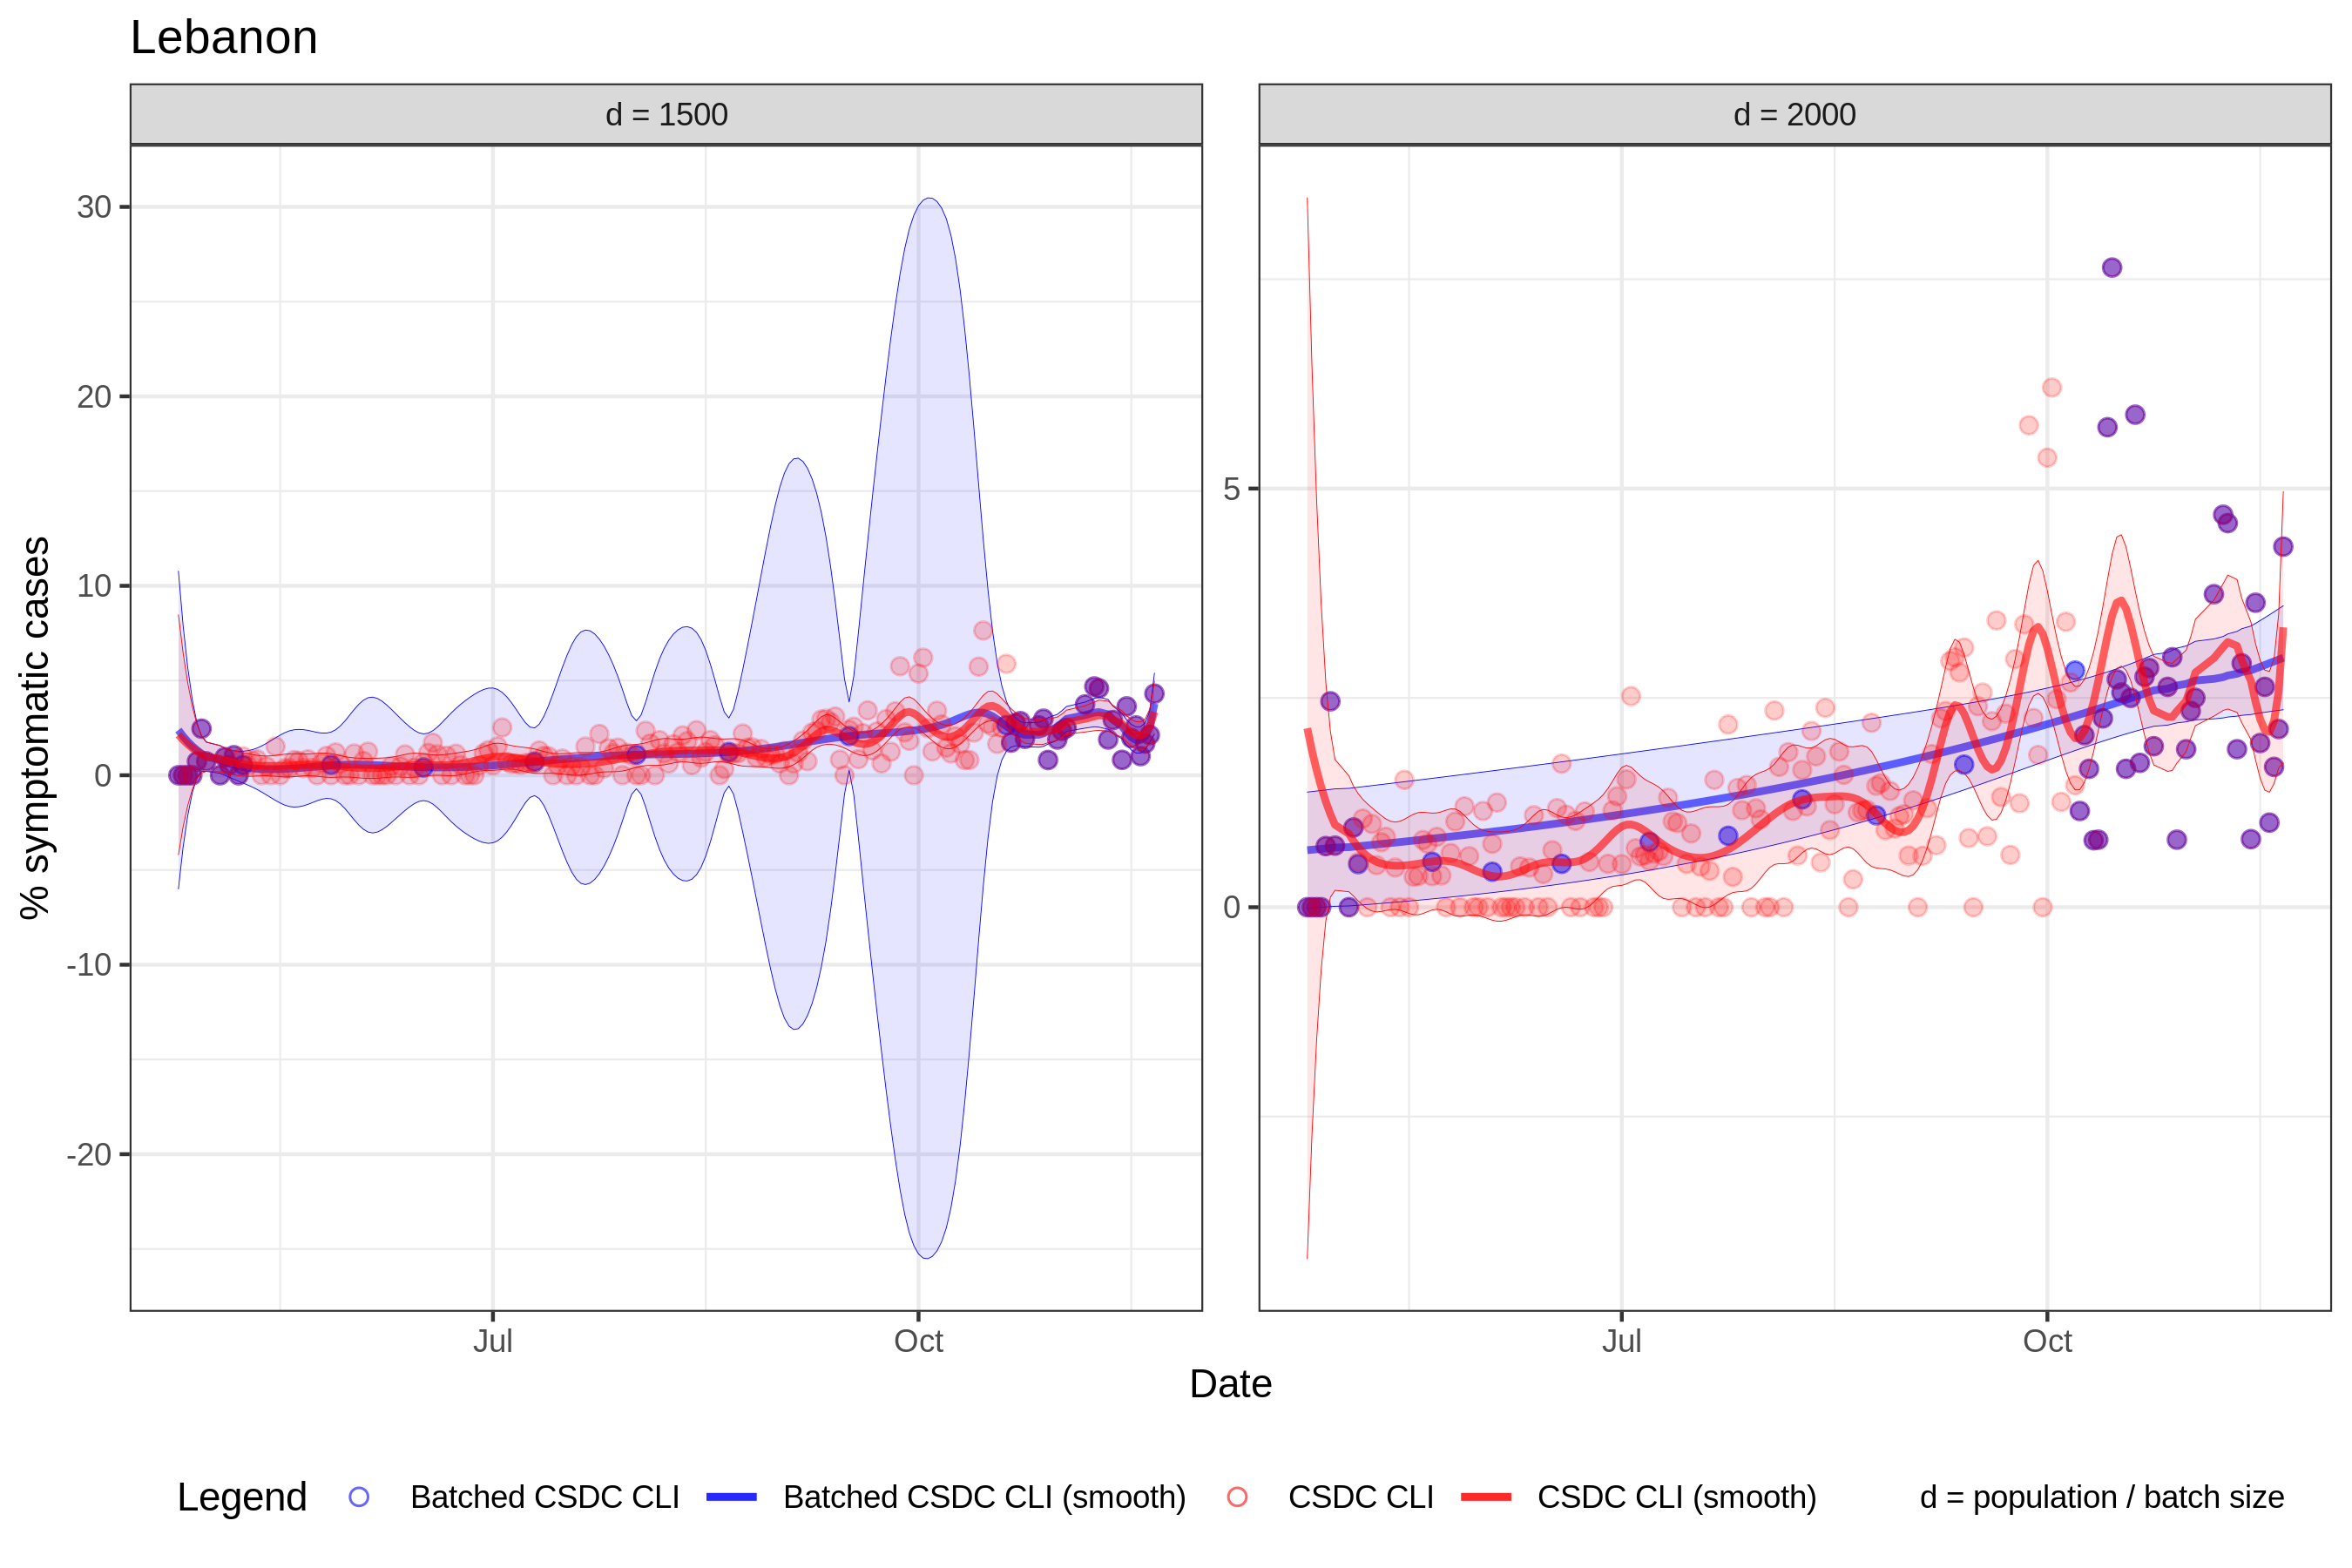 Lebanon
d = 1500
d = 2000
% symptomatic cases
30
20
10
0
-10
-20
5
0
Jul
Oct
Jul
Oct
Date
Legend
Batched CSDC CLI
Batched CSDC CLI (smooth)
CSDC CLI
CSDC CLI (smooth)
d = population / batch size